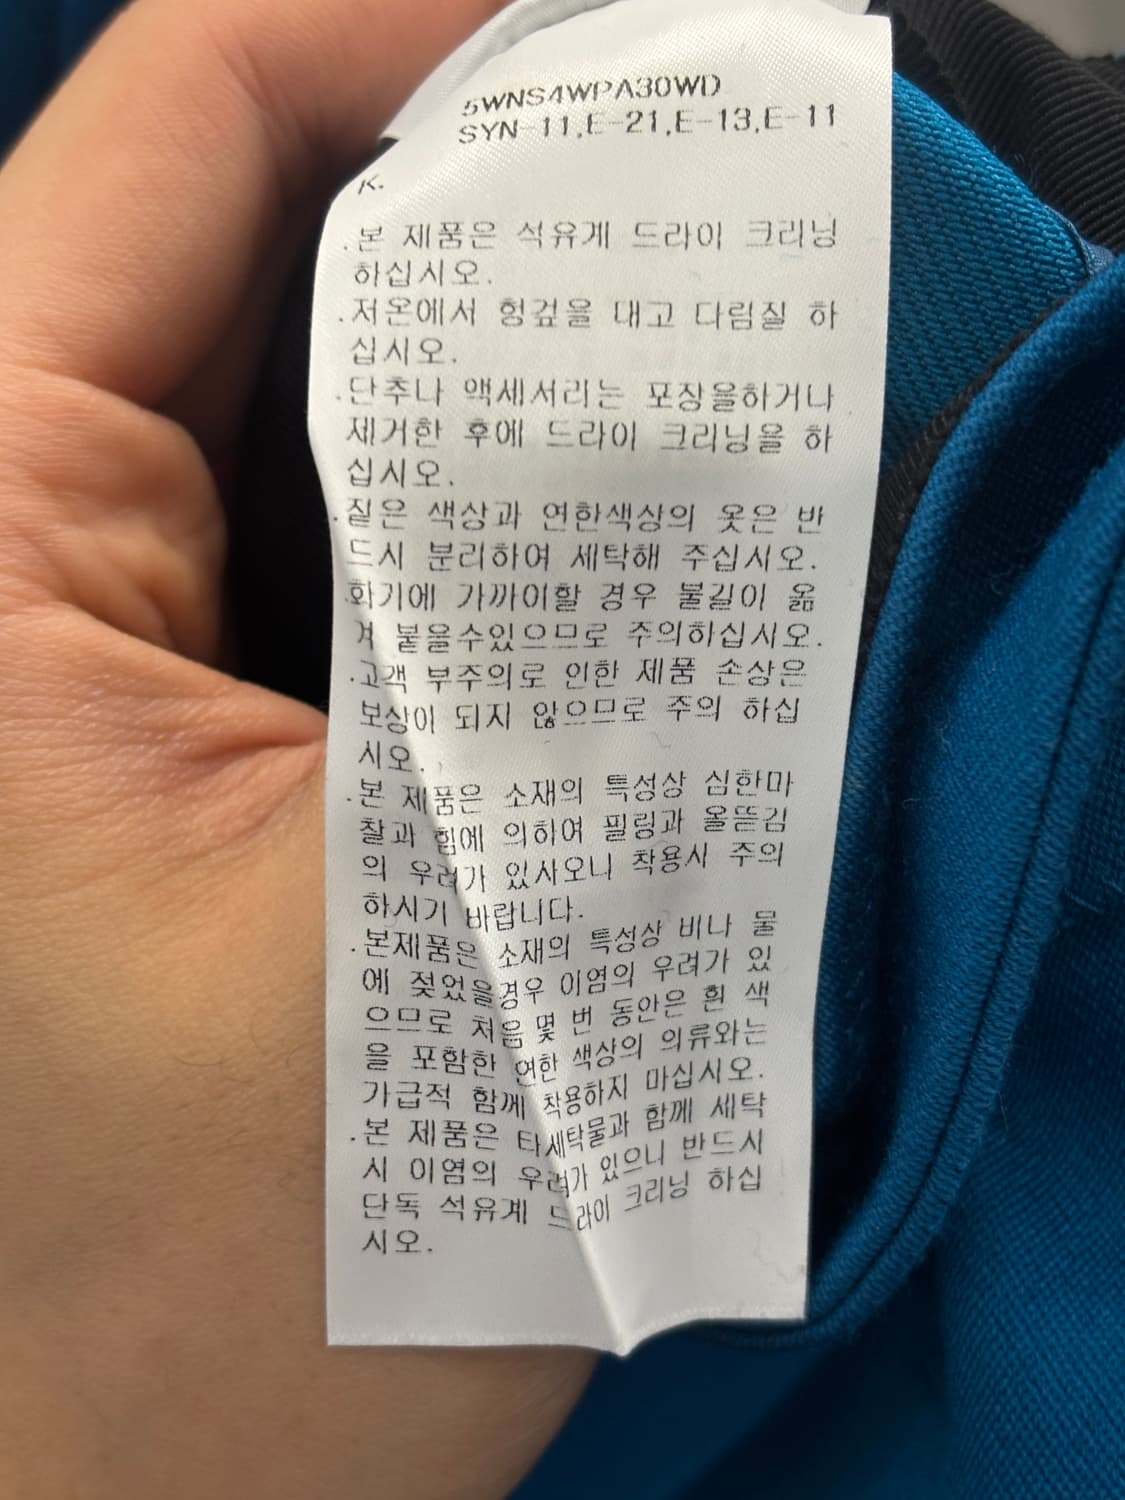 5WNS4WPA30WD
SYN-11,E-21,E-13,E-11
K.
.본 제품은 석유계 드라이 크리닝
하십시오.
.저온에서 헝겊을 대고 다림질 하
십시오.
.단추나 액세서리는 포장을하거나
제거한 후에 드라이 크리닝을 하
십시오.
.짙은 색상과 연한색상의 옷은 반
드시 분리하여 세탁해 주십시오.
.화기에 가까이할 경우 불길이 옮
겨 붙을수있으므로 주의하십시오.
.고객 부주의로 인한 제품 손상은
보상이 되지 않으므로 주의 하십
시오.
.본 제품은 소재의 특성상 심한마
찰과 힘에 의하여 필링과 올뜯김
의 우려가 있사오니 착용시 주의
하시기 바랍니다.
.본제품은 소재의 특성상 비나 물
에 젖었을경우 이염의 우려가 있
으므로 처음 몇 번 동안은 흰 색
을 포함한 연한 색상의 의류와는
가급적 함께 착용하지 마십시오.
.본 제품은 타세탁물과 함께 세탁
시 이염의 우려가 있으니 반드시
단독 석유계 드라이 크리닝 하십
시오.